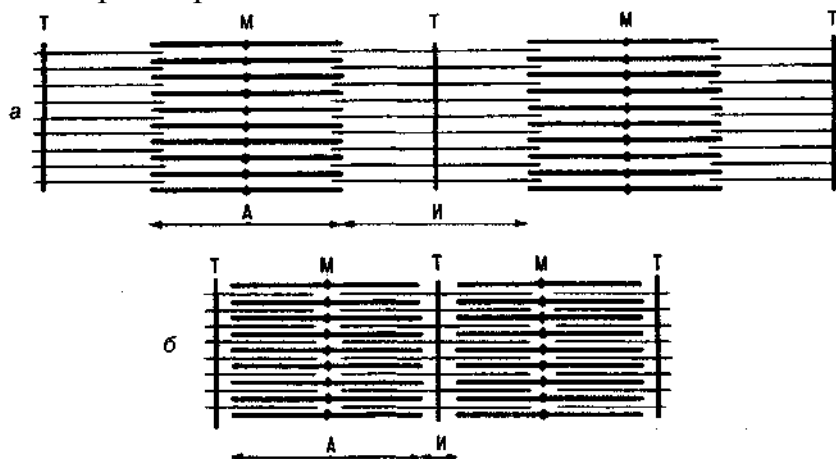 Т М Т М Т
а
А И
Т М Т М Т
б
А И